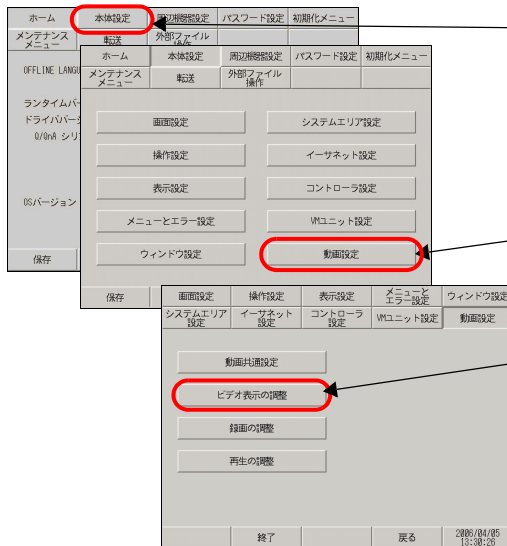 ホーム 本体設定 周辺機器設定 パスワード設定 初期化メニュー
メンテナンス
メニュー
転送
外部ファイル
操作
OFFLINE LANGU
ランタイムバー
ドライババー
Q/QnA シリ
OSバージョン
保存
ホーム 本体設定 周辺機器設定 パスワード設定 初期化メニュー
メンテナンス
メニュー
転送
外部ファイル
操作
画面設定 システムエリア設定
操作設定 イーサネット設定
表示設定 コントローラ設定
メニューとエラー設定 VMユニット設定
ウィンドウ設定 動画設定
保存
画面設定 操作設定 表示設定
メニューと
エラー設定
ウィンドウ設定
システムエリア
設定
イーサネット
設定
コントローラ
設定
VMユニット設定 動画設定
動画共通設定
ビデオ表示の調整
録画の調整
再生の調整
終了 戻る
2006/04/05
13:30:26